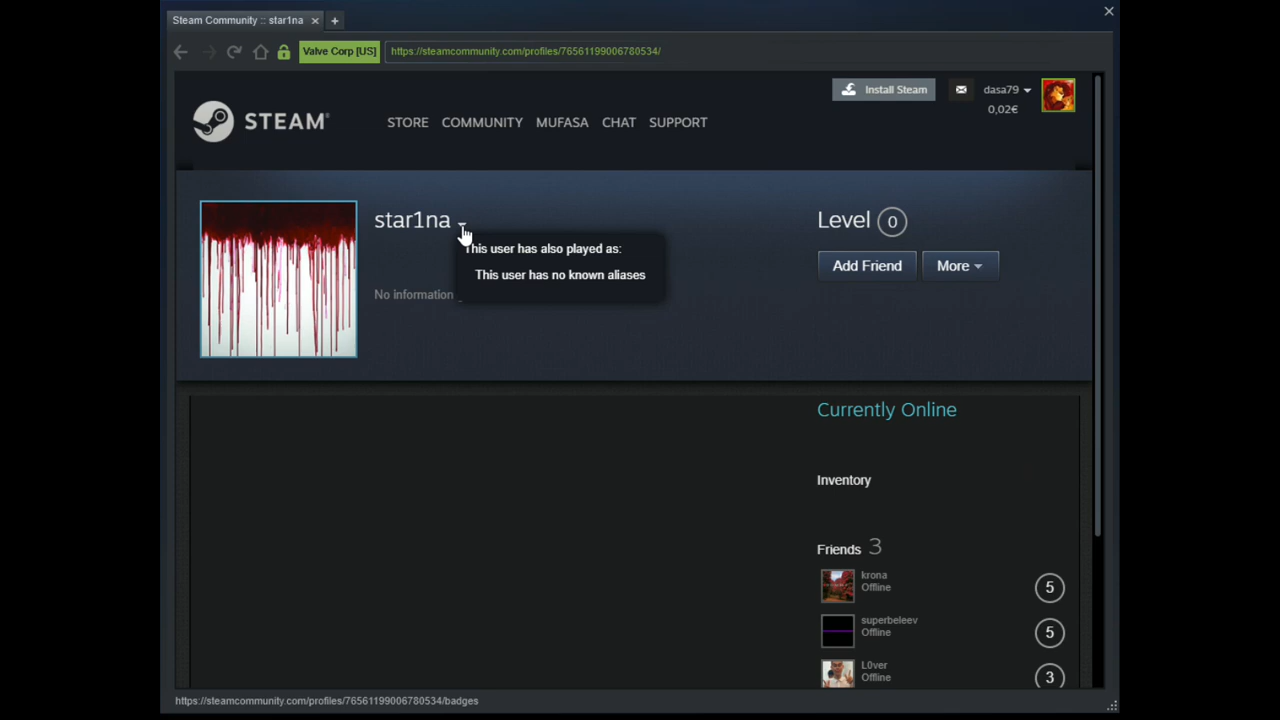 Steam Community :: star1na
Valve Corp [US]
https://steamcommunity.com/profiles/76561199006780534/
Install Steam
dasa79
0,02€
STEAM®
STORE COMMUNITY MUFASA CHAT SUPPORT
star1na
This user has also played as:
This user has no known aliases
No information
Level 0
Add Friend
More
Currently Online
Inventory
Friends 3
krona
Offline
5
superbeleev
Offline
5
L0ver
Offline
3
https://steamcommunity.com/profiles/76561199006780534/badges